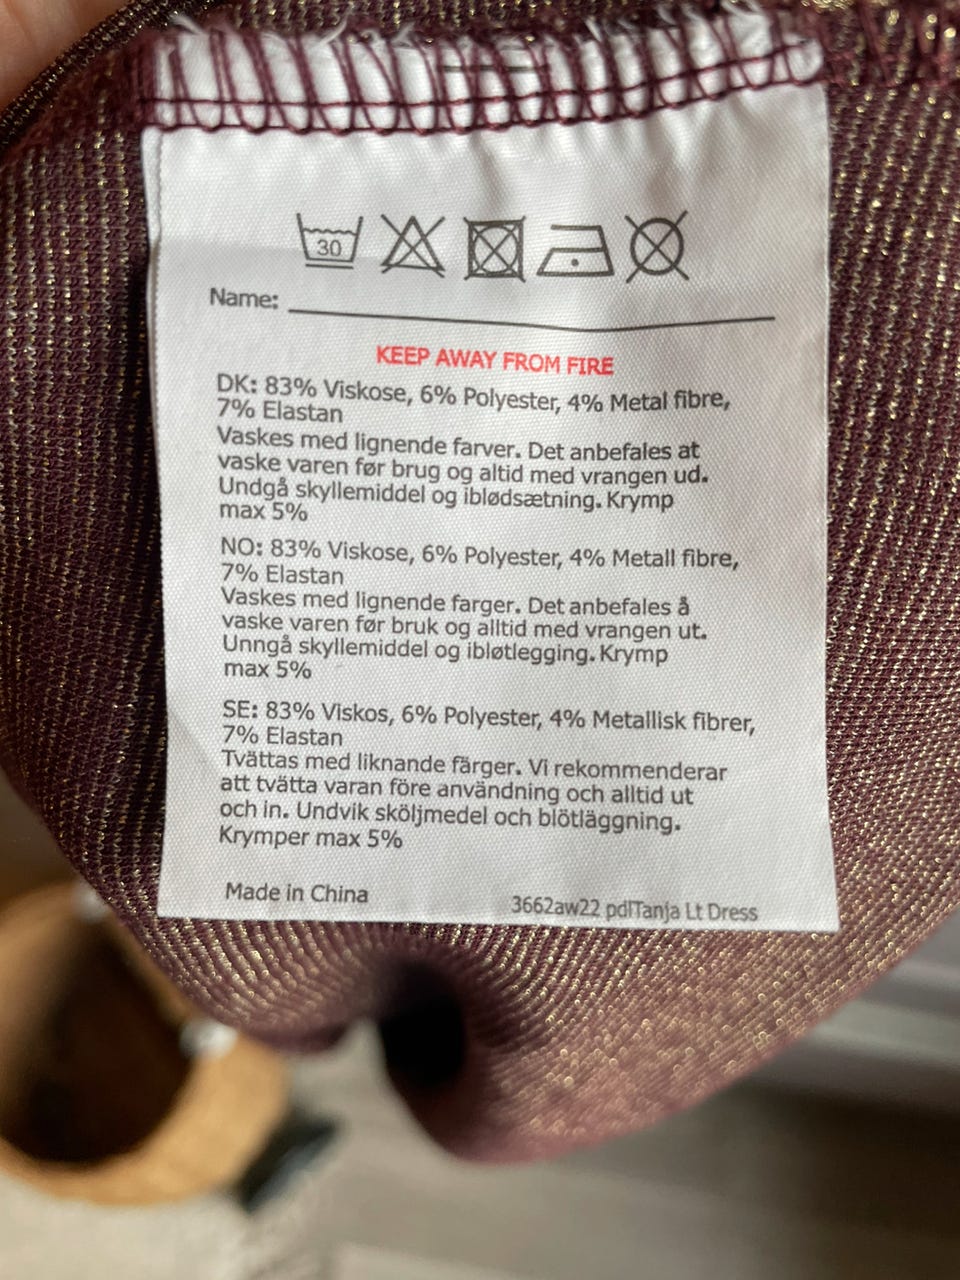 30
Name:
KEEP AWAY FROM FIRE
DK: 83% Viskose, 6% Polyester, 4% Metal fibre,
7% Elastan
Vaskes med lignende farver. Det anbefales at
vaske varen før brug og altid med vrangen ud.
Undgå skyllemiddel og iblødsætning. Krymp
max 5%
NO: 83% Viskose, 6% Polyester, 4% Metall fibre,
7% Elastan
Vaskes med lignende farger. Det anbefales å
vaske varen før bruk og alltid med vrangen ut.
Unngå skyllemiddel og ibløtlegging. Krymp
max 5%
SE: 83% Viskos, 6% Polyester, 4% Metallisk fibrer,
7% Elastan
Tvättas med liknande färger. Vi rekommenderar
att tvätta varan före användning och alltid ut
och in. Undvik sköljmedel och blötläggning.
Krymper max 5%
Made in China
3662aw22 pdlTanja Lt Dress